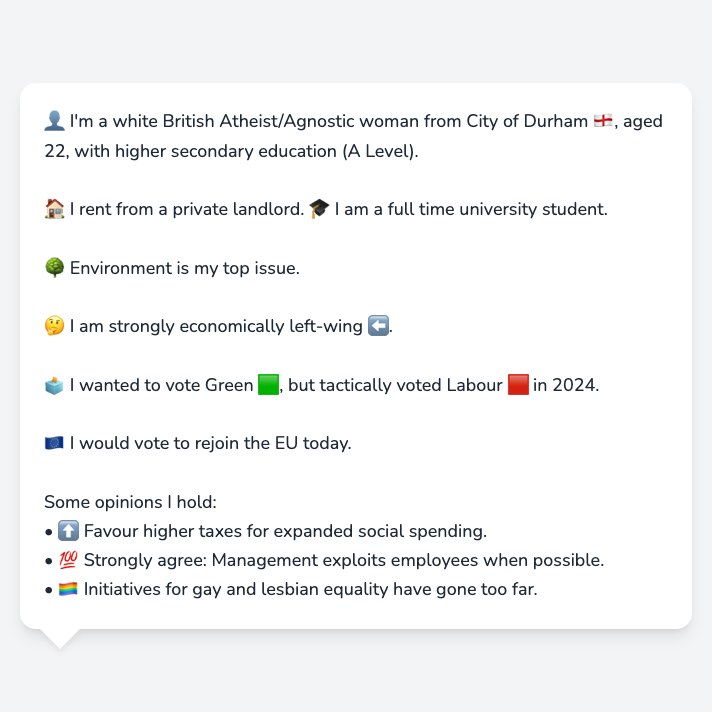 👤 I'm a white British Atheist/Agnostic woman from City of Durham 🏴󠁧󠁢󠁥󠁮󠁧󠁿, aged
22, with higher secondary education (A Level).
🏠 I rent from a private landlord. 🎓 I am a full time university student.
🌳 Environment is my top issue.
🤔 I am strongly economically left-wing ⬅️.
🗳️ I wanted to vote Green 🟩, but tactically voted Labour 🟥 in 2024.
🇪🇺 I would vote to rejoin the EU today.
Some opinions I hold:
• ⬆️ Favour higher taxes for expanded social spending.
• 💯 Strongly agree: Management exploits employees when possible.
• 🏳️‍🌈 Initiatives for gay and lesbian equality have gone too far.